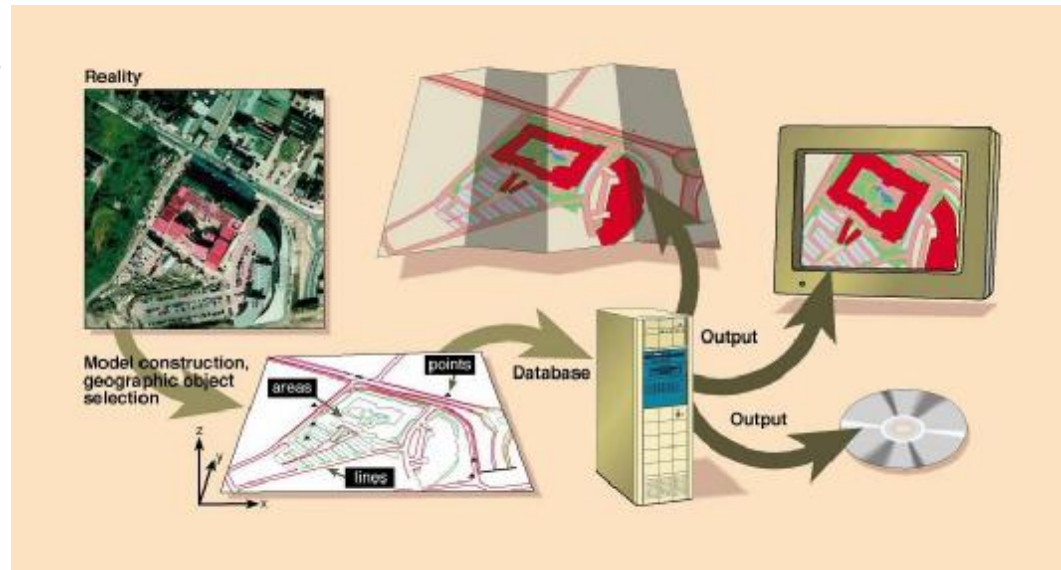 Reality
Model construction,
geographic object
selection
areas
points
lines
z
y
x
Database
Output
Output